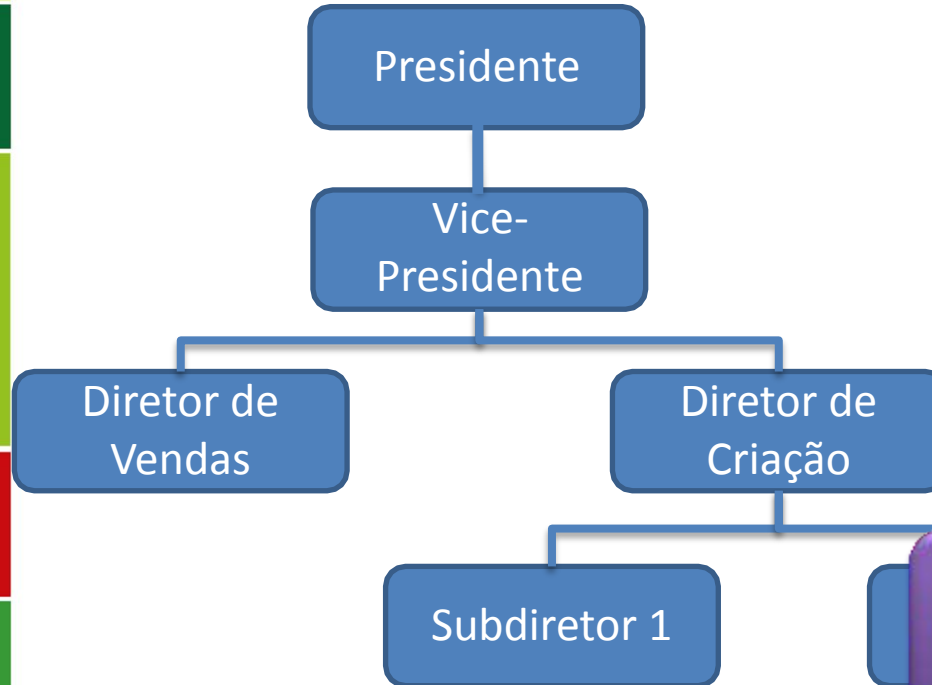 Presidente
Vice-
Presidente
Diretor de
Vendas
Diretor de
Criação
Subdiretor 1